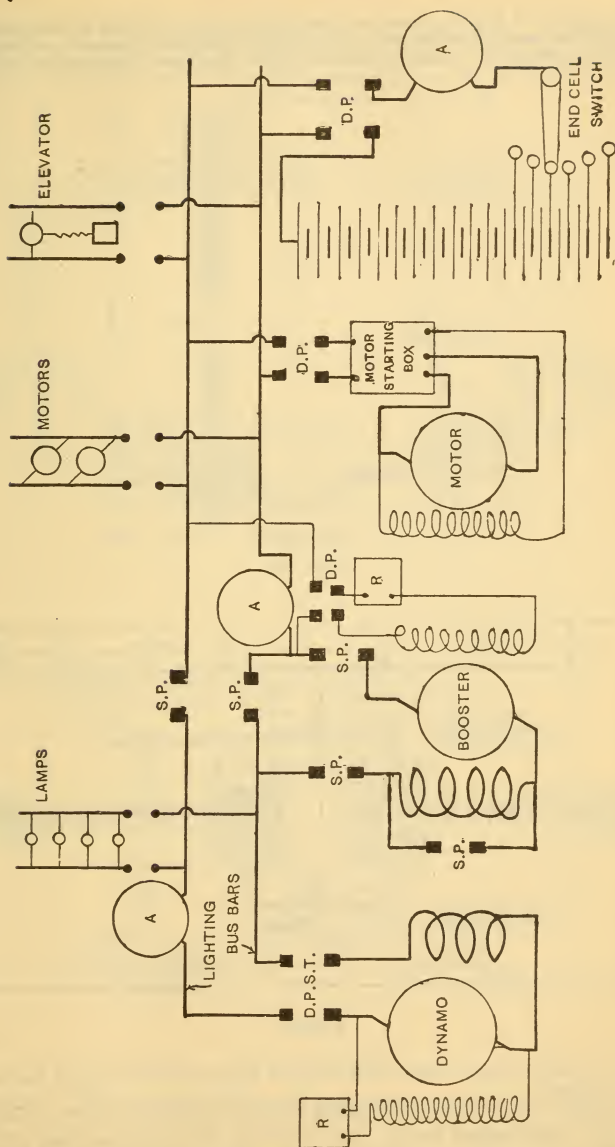 A
ELEVATOR
D.P.
END CELL
SWITCH
MOTORS
D.P.
MOTOR
STARTING
BOX
MOTOR
A
D.P.
R
S.P.
S.P.
S.P.
BOOSTER
S.P.
S.P.
LAMPS
A
LIGHTING
BUS BARS
D.P.S.T.
DYNAMO
R